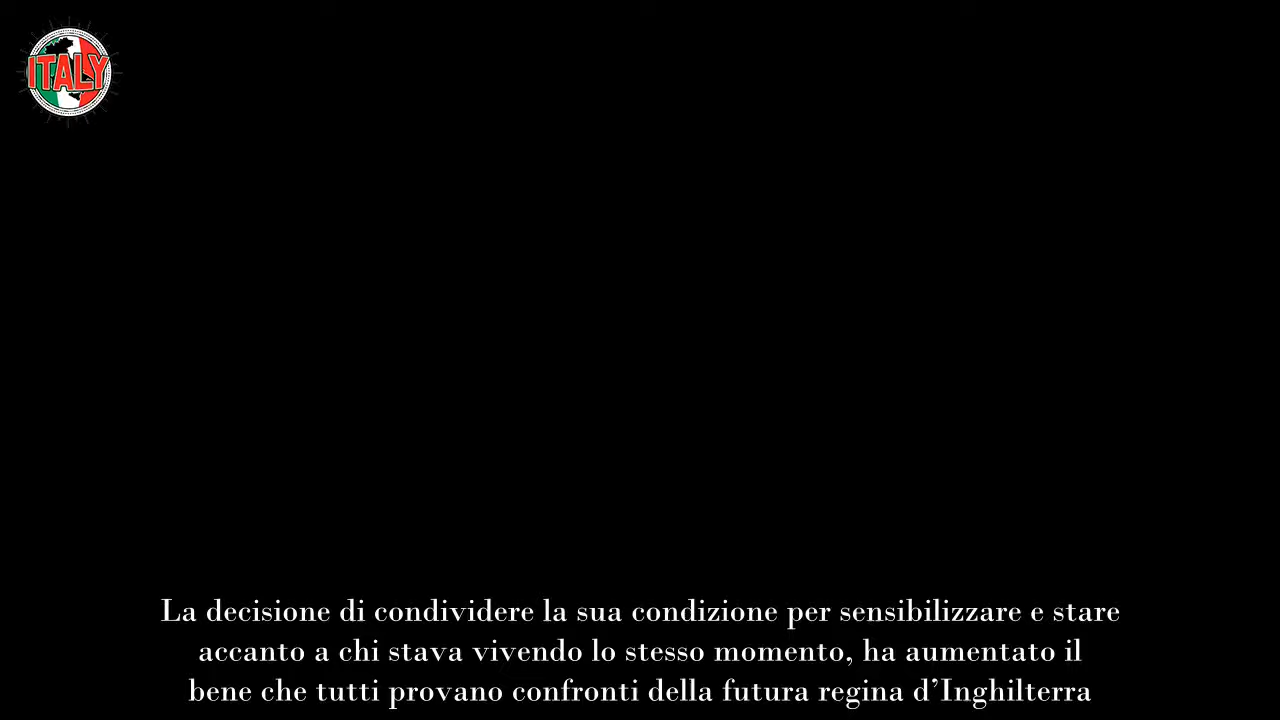 ITALY
La decisione di condividere la sua condizione per sensibilizzare e stare
accanto a chi stava vivendo lo stesso momento, ha aumentato il
bene che tutti provano confronti della futura regina d’Inghilterra